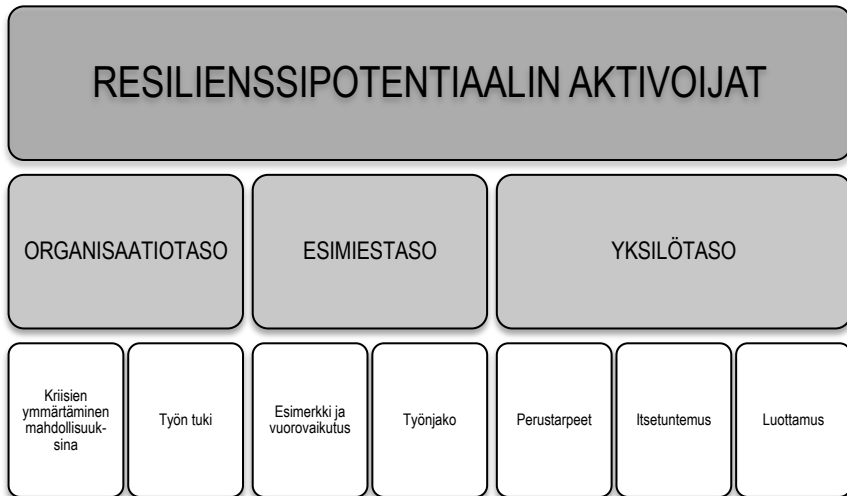 RESILIENSSIPOTENTIAALIN AKTIVOIJAT
ORGANISAATIOTASO
ESIMIESTASO
YKSILÖTASO
Kriisien
ymmärtäminen
mahdollisuuk-
sina
Työn tuki
Esimerkki ja
vuorovaikutus
Työnjako
Perustarpeet
Itsetuntemus
Luottamus